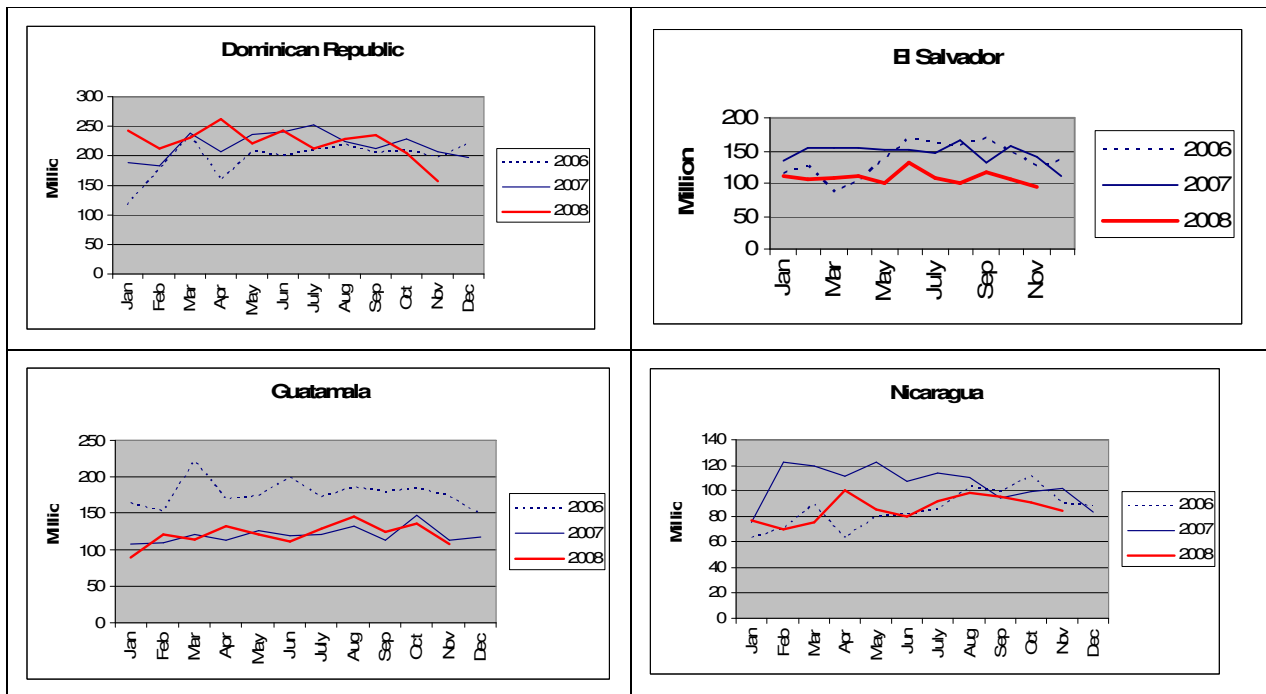 Dominican Republic
Millic
300
250
200
150
100
50
0
Jan
Feb
Mar
Apr
May
Jun
July
Aug
Sep
Oct
Nov
Dec
2006
2007
2008
El Salvador
Million
200
150
100
50
0
Jan
Mar
May
July
Sep
Nov
2006
2007
2008
Guatamala
Millic
250
200
150
100
50
0
Jan
Feb
Mar
Apr
May
Jun
July
Aug
Sep
Oct
Nov
Dec
2006
2007
2008
Nicaragua
Millic
140
120
100
80
60
40
20
0
Jan
Feb
Mar
Apr
May
Jun
July
Aug
Sep
Oct
Nov
Dec
2006
2007
2008